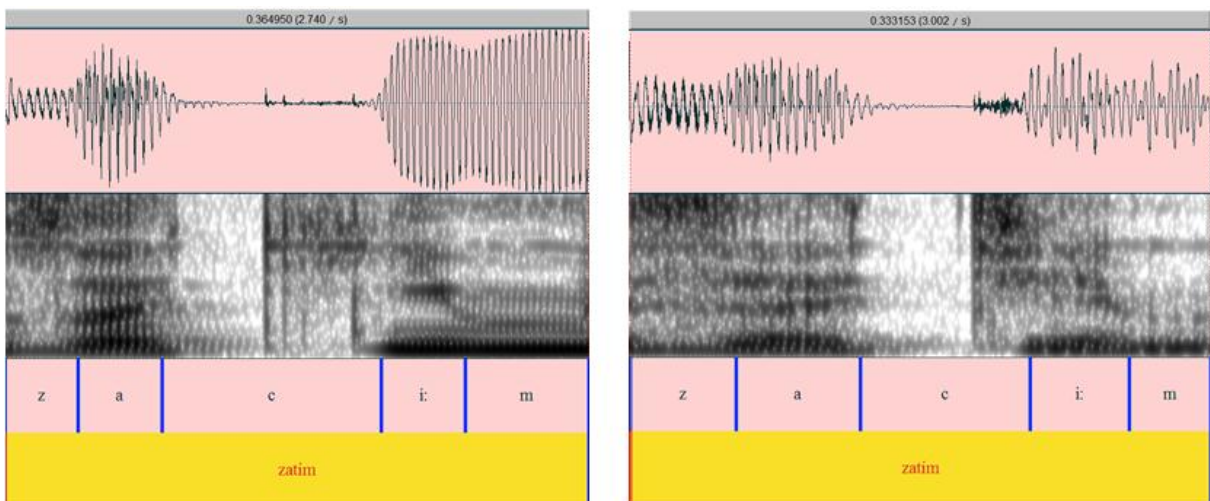 0.364950 (2.740 / s)
z a c i: m
zatim
0.333153 (3.002 / s)
z a c i: m
zatim